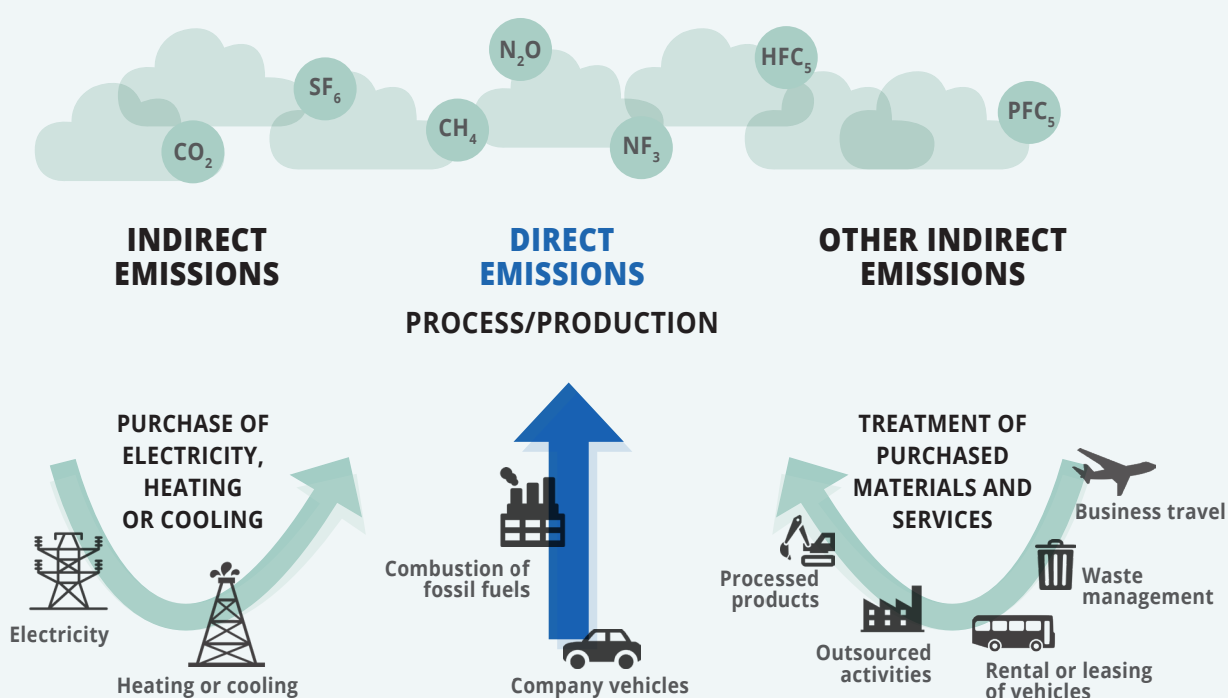 SF6
N2O
HFC5
CO2
CH4
NF3
PFC5
INDIRECT
EMISSIONS
DIRECT
EMISSIONS
PROCESS/PRODUCTION
OTHER INDIRECT
EMISSIONS
PURCHASE OF
ELECTRICITY,
HEATING
OR COOLING
Electricity
Heating or cooling
Combustion of
fossil fuels
Company vehicles
TREATMENT OF
PURCHASED
MATERIALS AND
SERVICES
Business travel
Processed
products
Waste
management
Outsourced
activities
Rental or leasing
of vehicles